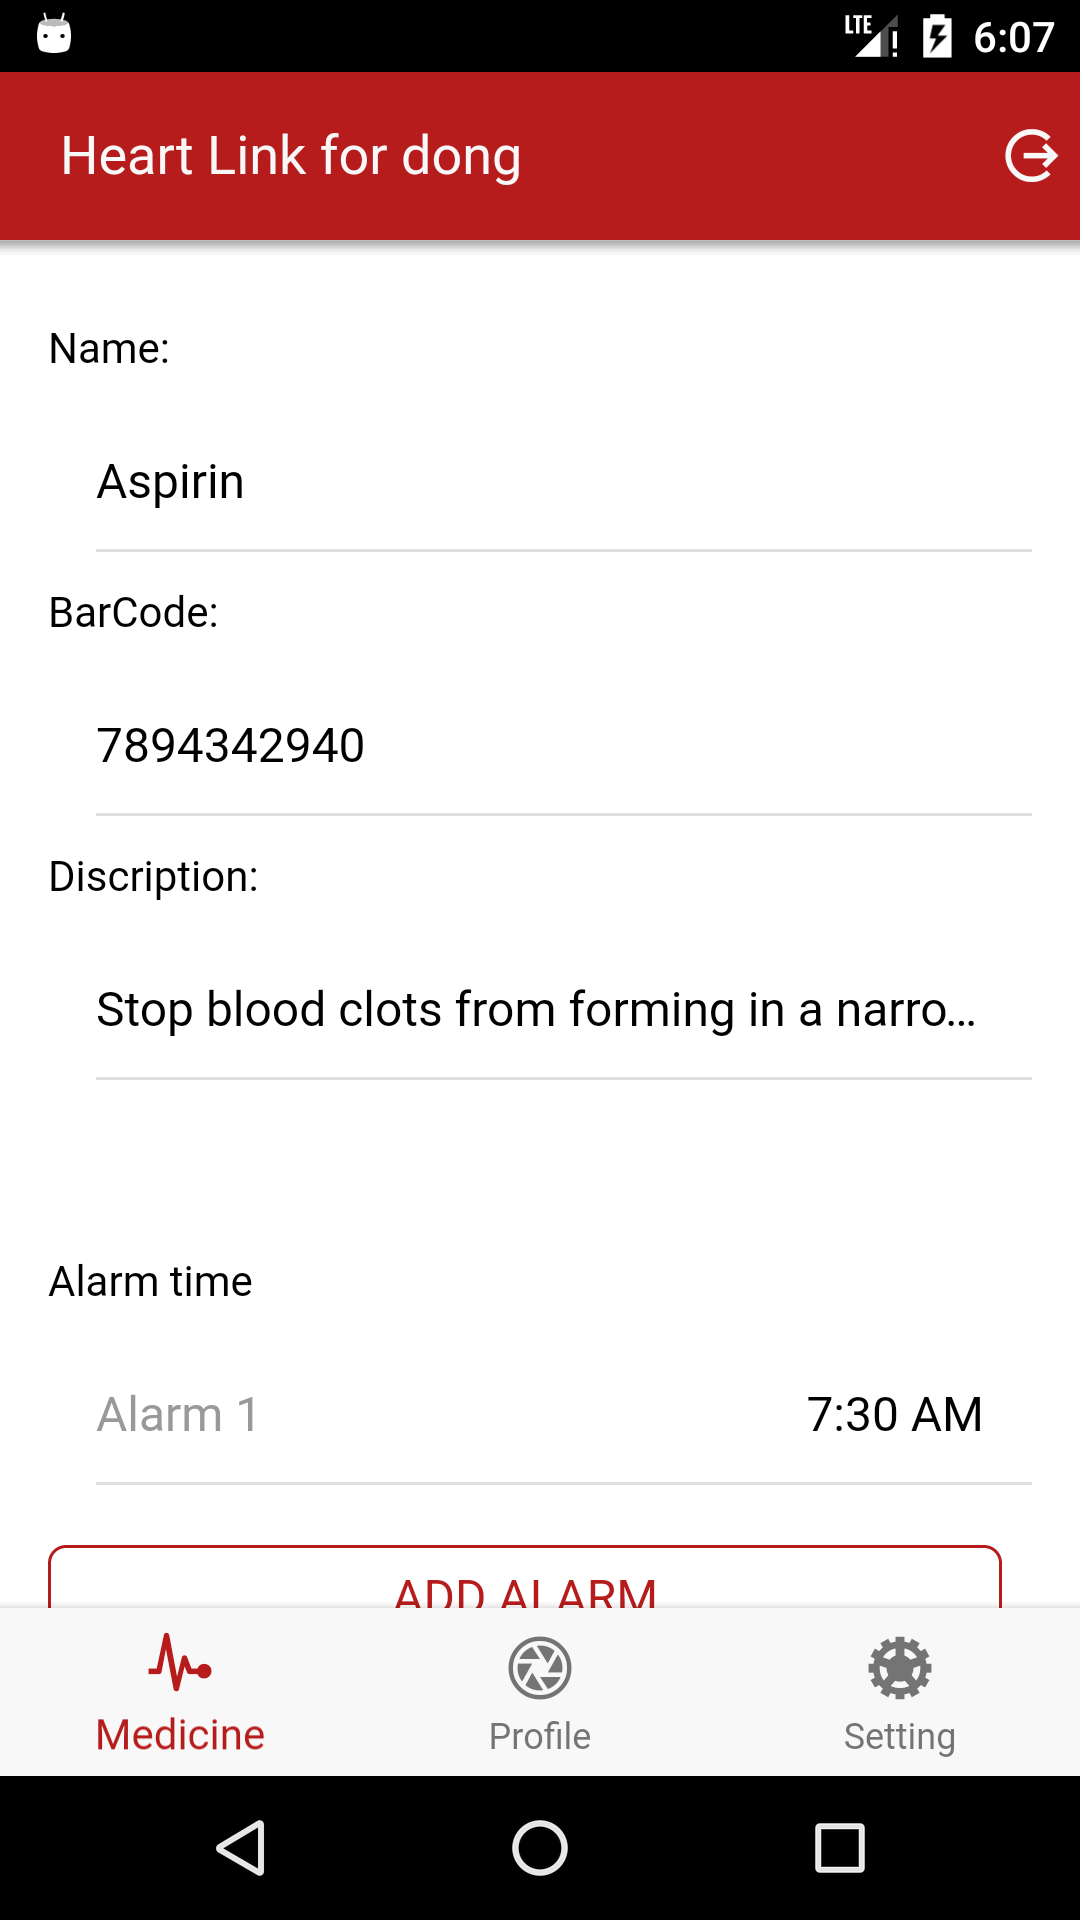 LTE 6:07
Heart Link for dong
Name:
Aspirin
BarCode:
7894342940
Discription:
Stop blood clots from forming in a narro...
Alarm time
Alarm 1 7:30 AM
ADD ALARM
Medicine Profile Setting